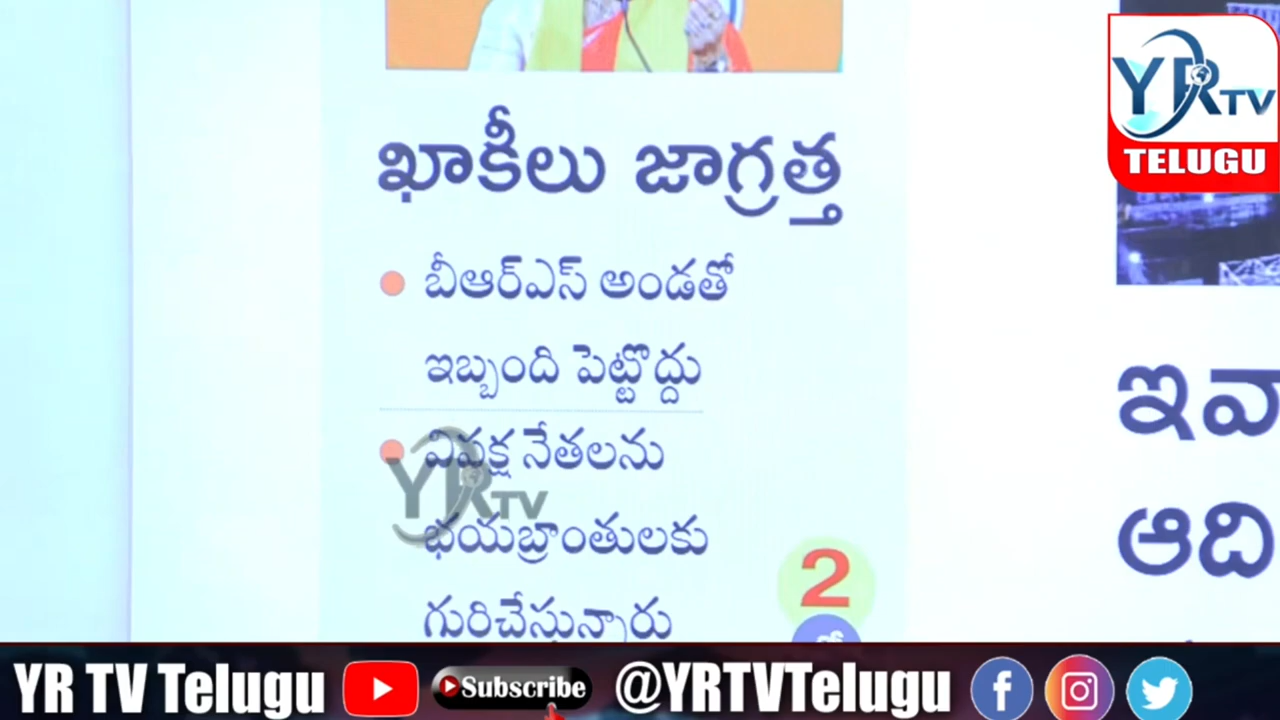 YRTV
TELUGU
ఖాకీలు జాగ్రత్త
బీఆర్ఎస్ అండతో
ఇబ్బంది పెట్టొద్దు
విపక్ష నేతలను
YRTV
భయబ్రాంతులకు
గురిచేస్తున్నారు
2
లో
ఇవా
ఆది
YR TV Telugu
Subscribe
@YRTVTelugu